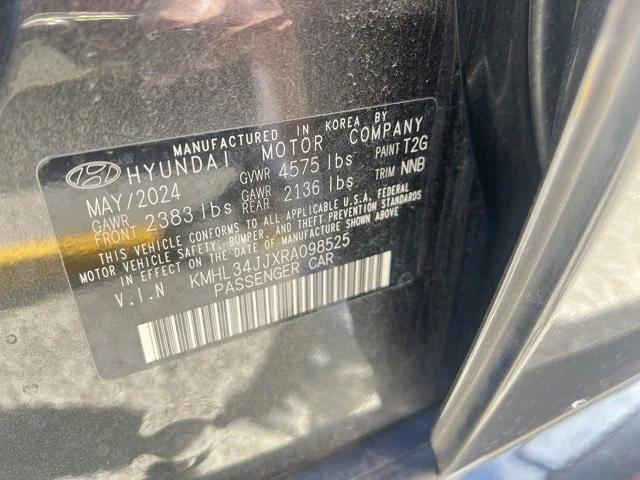 MANUFACTURED IN KOREA BY
HYUNDAI MOTOR COMPANY
MAY/2024 GVWR 4575 lbs PAINT T2G
GAWR FRONT 2383 lbs GAWR REAR 2136 lbs TRIM NNB
THIS VEHICLE CONFORMS TO ALL APPLICABLE U.S.A. FEDERAL
MOTOR VEHICLE SAFETY, BUMPER, AND THEFT PREVENTION STANDARDS
IN EFFECT ON THE DATE OF MANUFACTURE SHOWN ABOVE.
V.I.N KMHL34JJXRA098525
PASSENGER CAR